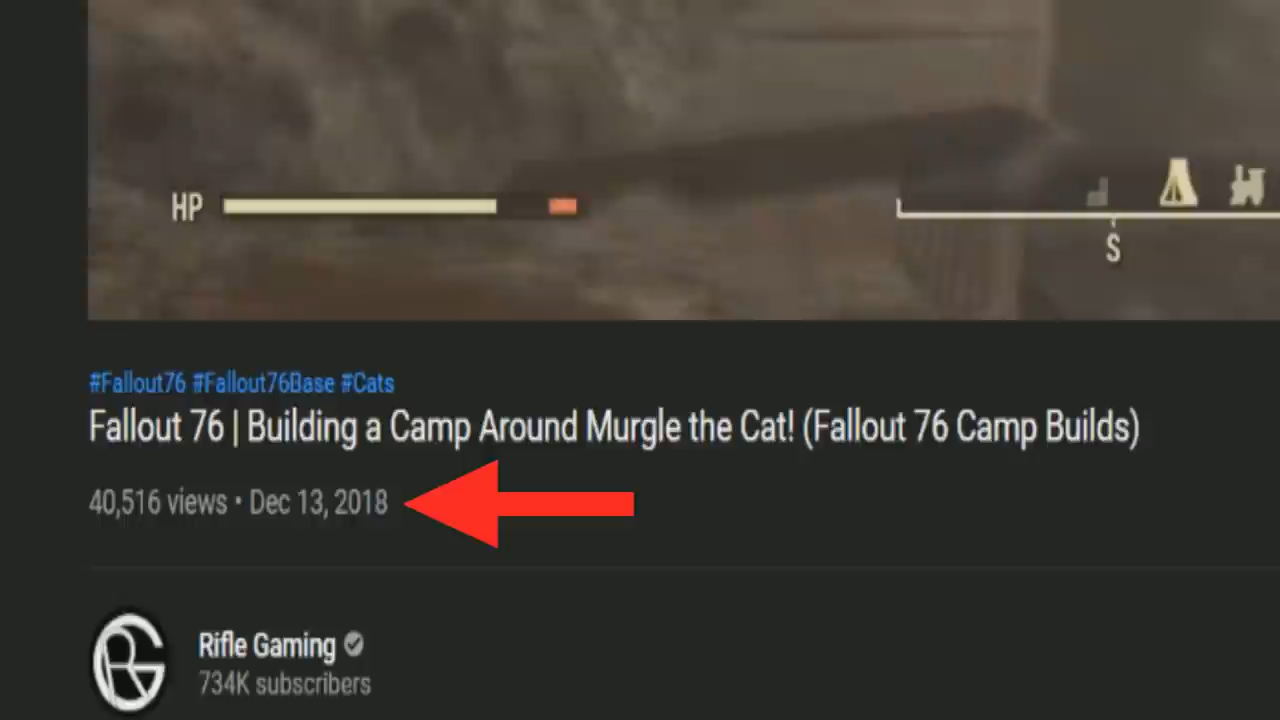 HP
S
#Fallout76 #Fallout76Base #Cats
Fallout 76 | Building a Camp Around Murgle the Cat! (Fallout 76 Camp Builds)
40,516 views • Dec 13, 2018
Rifle Gaming
734K subscribers